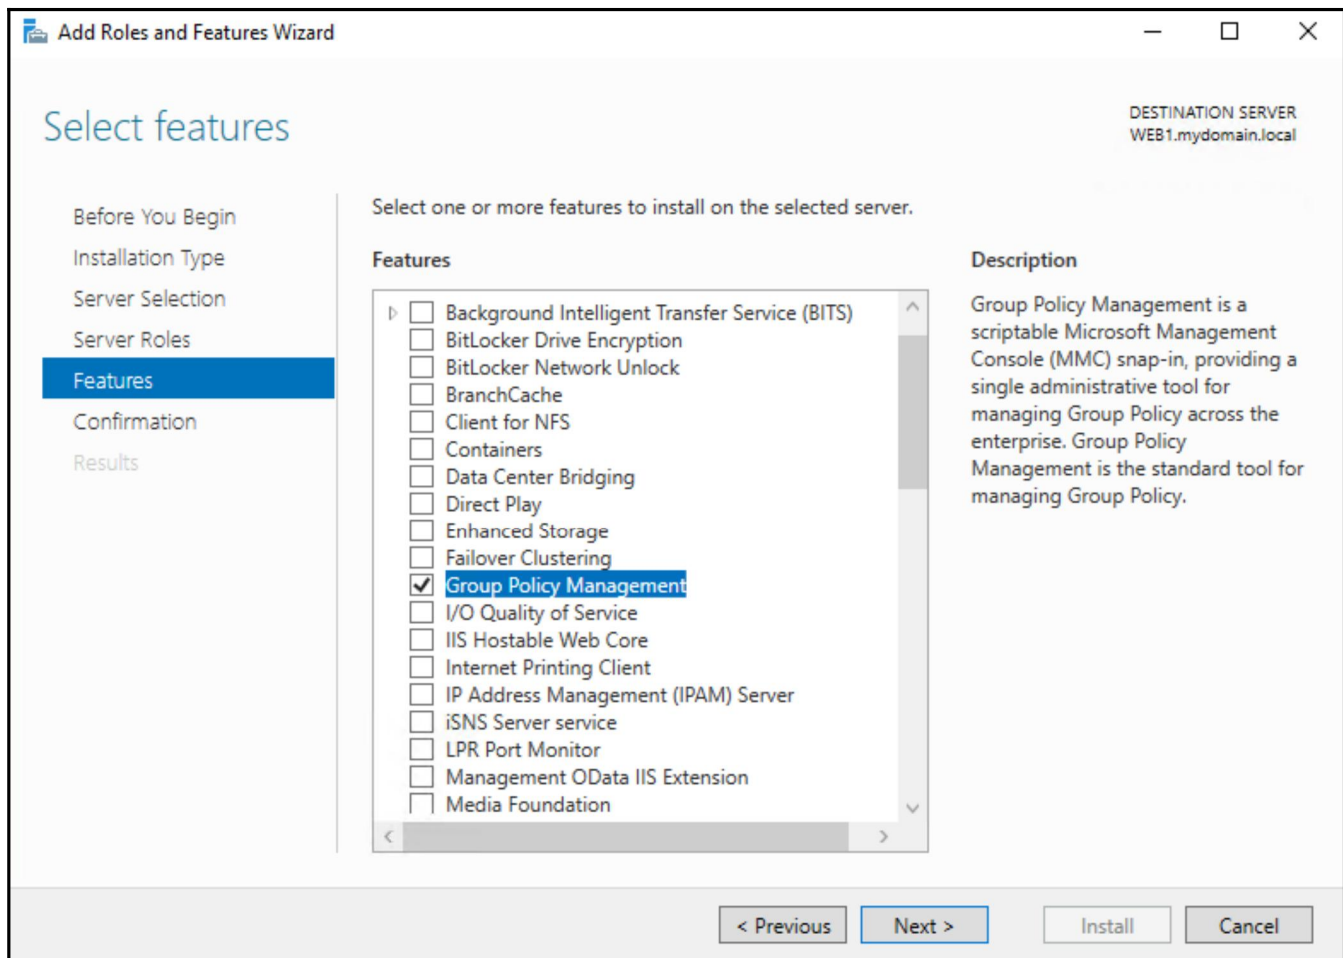 Add Roles and Features Wizard
Select features
DESTINATION SERVER
WEB1.mydomain.local
Before You Begin
Installation Type
Server Selection
Server Roles
Features
Confirmation
Results
Select one or more features to install on the selected server.
Features
Background Intelligent Transfer Service (BITS)
BitLocker Drive Encryption
BitLocker Network Unlock
BranchCache
Client for NFS
Containers
Data Center Bridging
Direct Play
Enhanced Storage
Failover Clustering
Group Policy Management
I/O Quality of Service
IIS Hostable Web Core
Internet Printing Client
IP Address Management (IPAM) Server
iSNS Server service
LPR Port Monitor
Management OData IIS Extension
Media Foundation
Description
Group Policy Management is a
scriptable Microsoft Management
Console (MMC) snap-in, providing a
single administrative tool for
managing Group Policy across the
enterprise. Group Policy
Management is the standard tool for
managing Group Policy.
< Previous
Next >
Install
Cancel